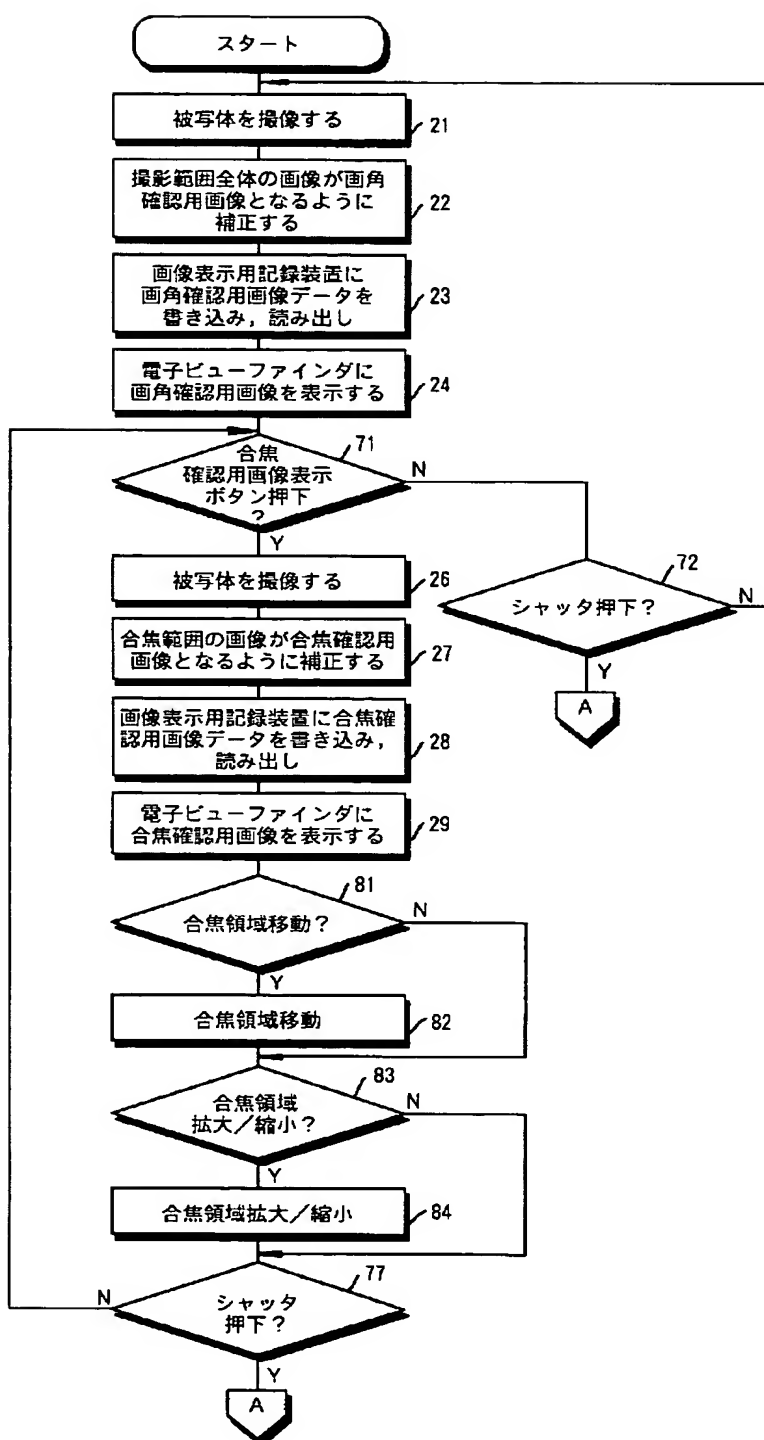 スタート
被写体を撮像する
21
撮影範囲全体の画像が画角
確認用画像となるように
補正する
22
画像表示用記録装置に
画角確認用画像データを
書き込み，読み出し
23
電子ビューファインダに
画角確認用画像を表示する
24
合焦
確認用画像表示
ボタン押下
？
71
N
Y
シャッタ押下？
72
N
Y
A
被写体を撮像する
26
合焦範囲の画像が合焦確認用
画像となるように補正する
27
画像表示用記録装置に合焦確
認用画像データを書き込み，
読み出し
28
電子ビューファインダに
合焦確認用画像を表示する
29
合焦領域移動？
81
N
Y
合焦領域移動
82
合焦領域
拡大／縮小？
83
N
Y
合焦領域拡大／縮小
84
シャッタ
押下？
77
N
Y
A